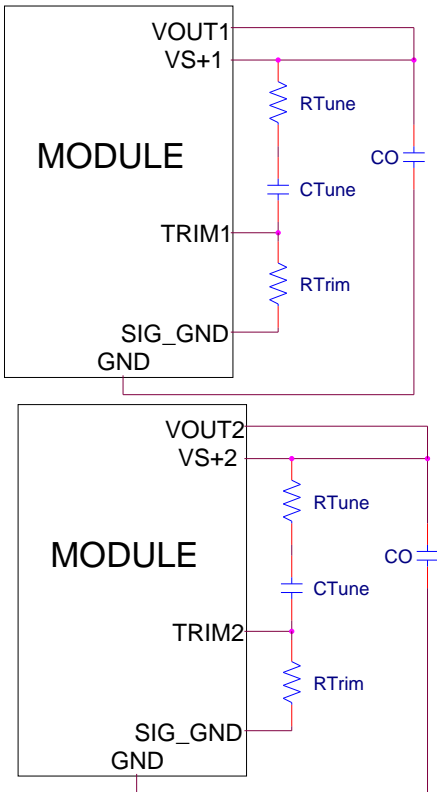 VOUT1
VS+1
RTune
MODULE
CO
CTune
TRIM1
RTrim
SIG_GND
GND
VOUT2
VS+2
RTune
MODULE
CO
CTune
TRIM2
RTrim
SIG_GND
GND